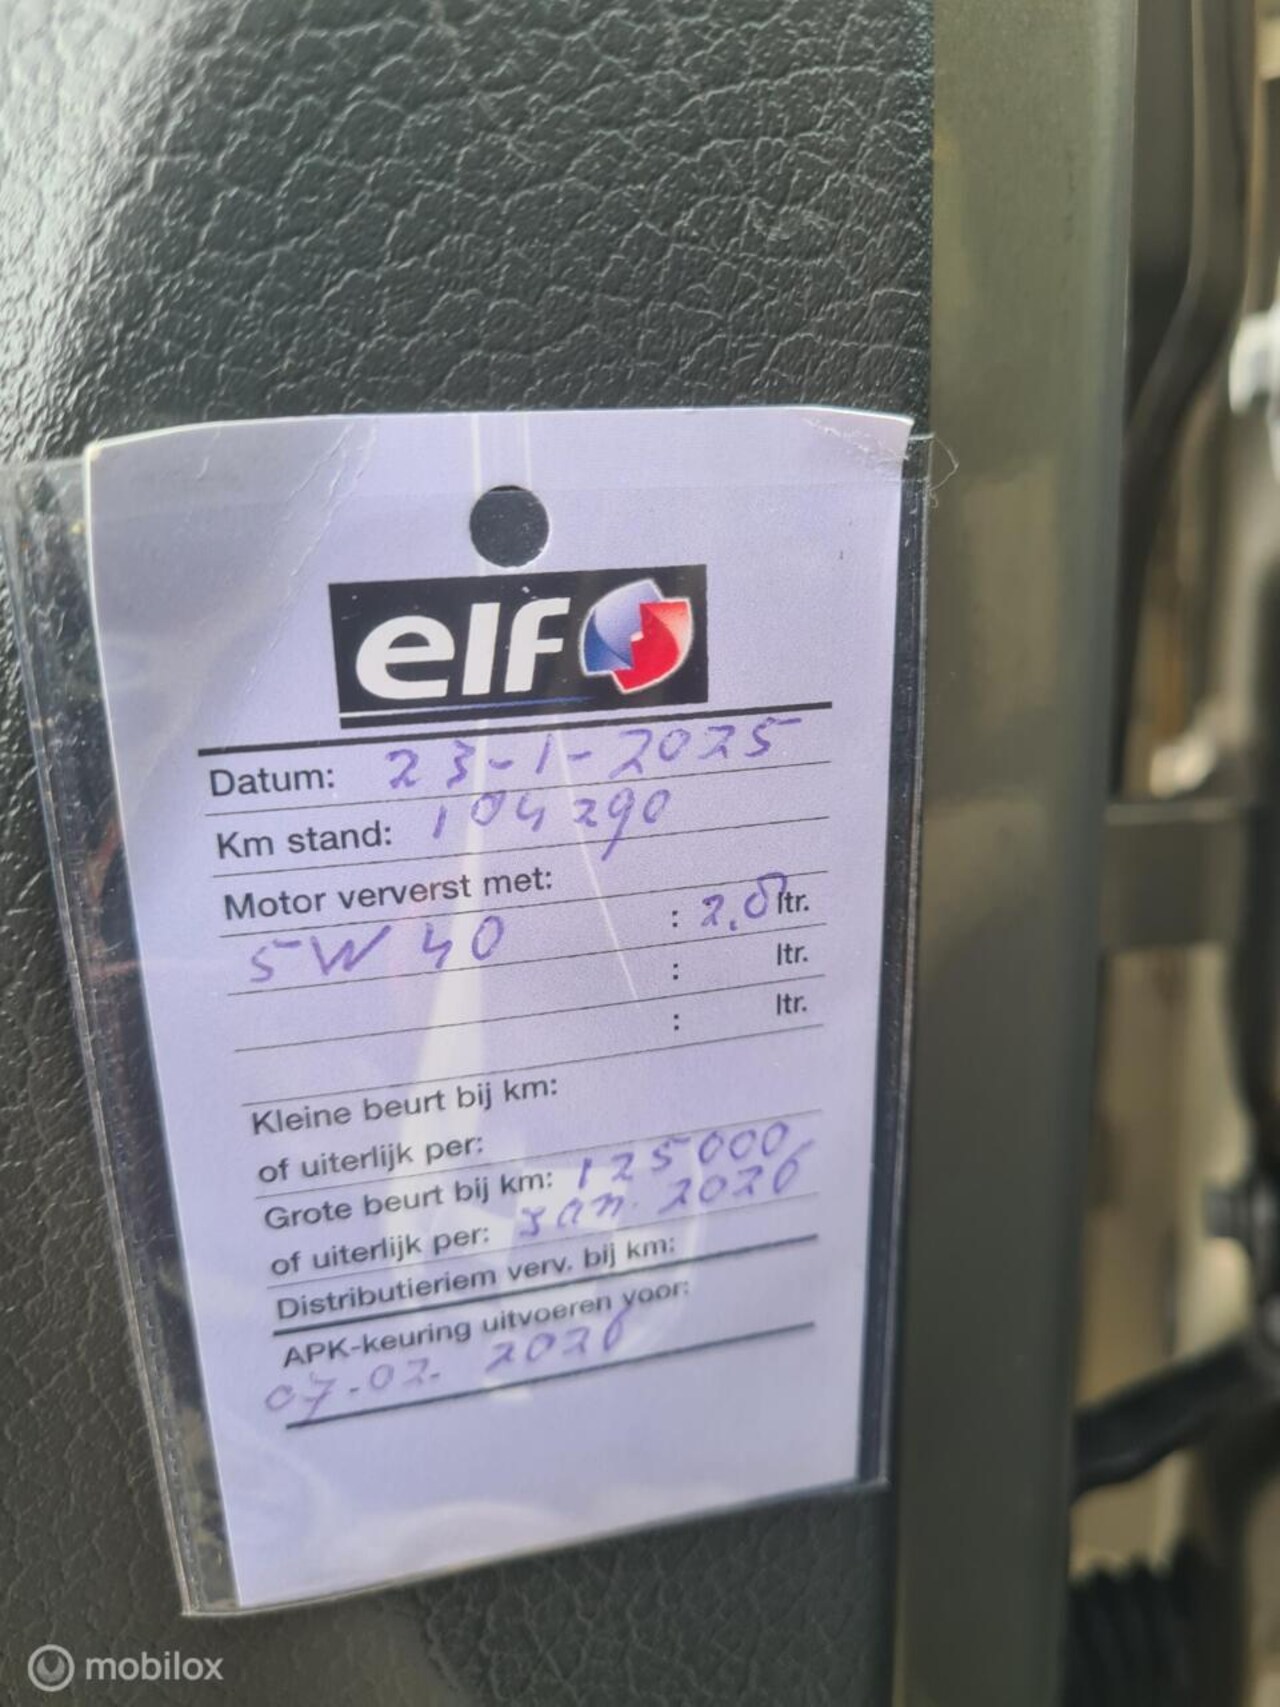 elf
Datum: 23-1-2025
Km stand: 104290
Motor ververst met:
5W40 : 2,0 ltr.
: ltr.
: ltr.
Kleine beurt bij km:
of uiterlijk per:
Grote beurt bij km: 125000
of uiterlijk per: Jan. 2026
Distributieriem verv. bij km:
APK-keuring uitvoeren voor:
07.02. 2026
mobilox